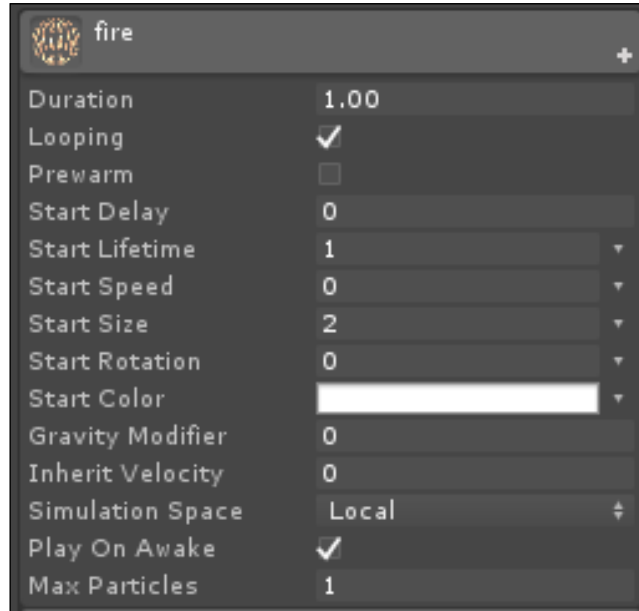 fire
Duration 1.00
Looping
Prewarm
Start Delay 0
Start Lifetime 1
Start Speed 0
Start Size 2
Start Rotation 0
Start Color
Gravity Modifier 0
Inherit Velocity 0
Simulation Space Local
Play On Awake
Max Particles 1